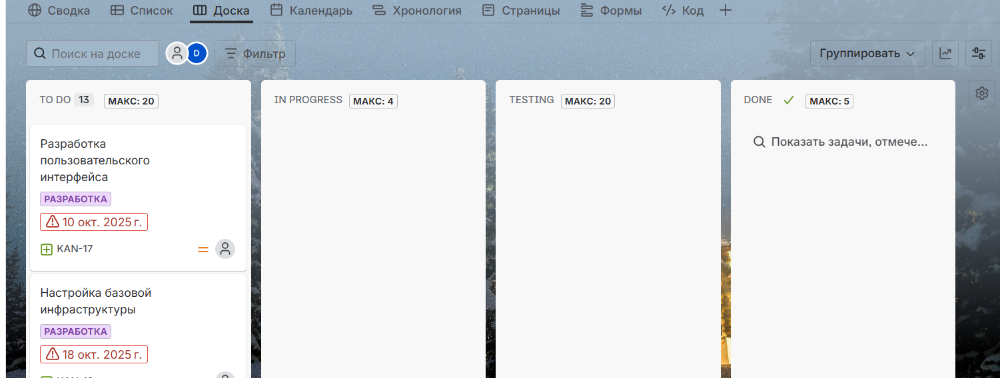 Сводка Список Доска Календарь Хронология Страницы Формы Код
Поиск на доске D Фильтр Группировать
TO DO 13 МАКС: 20
Разработка
пользовательского
интерфейса
РАЗРАБОТКА
10 окт. 2025 г.
KAN-17
Настройка базовой
инфраструктуры
РАЗРАБОТКА
18 окт. 2025 г.
IN PROGRESS МАКС: 4
TESTING МАКС: 20
DONE МАКС: 5
Показать задачи, отмече...